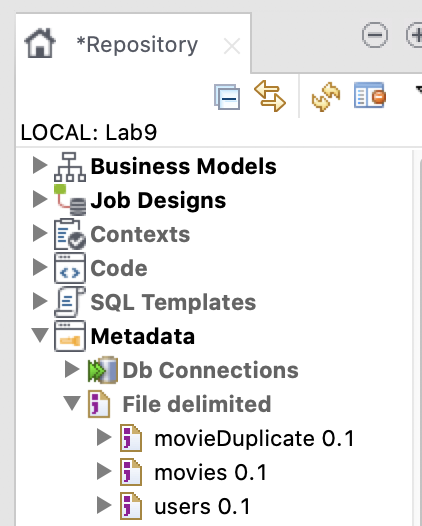 *Repository
LOCAL: Lab9
Business Models
Job Designs
Contexts
Code
SQL Templates
Metadata
Db Connections
File delimited
movieDuplicate 0.1
movies 0.1
users 0.1